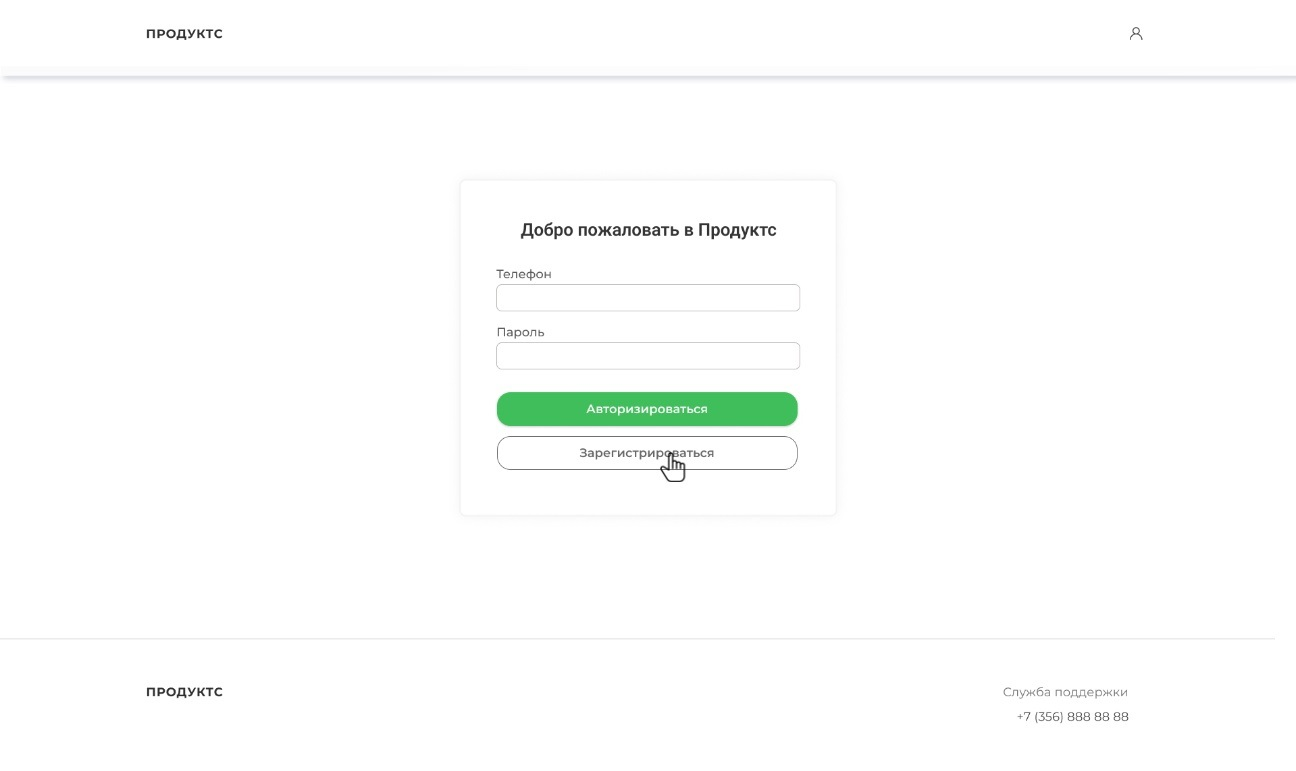 ПРОДУКТС
Добро пожаловать в Продуктс
Телефон
Пароль
Авторизироваться
Зарегистрироваться
ПРОДУКТС
Служба поддержки
+7 (356) 888 88 88